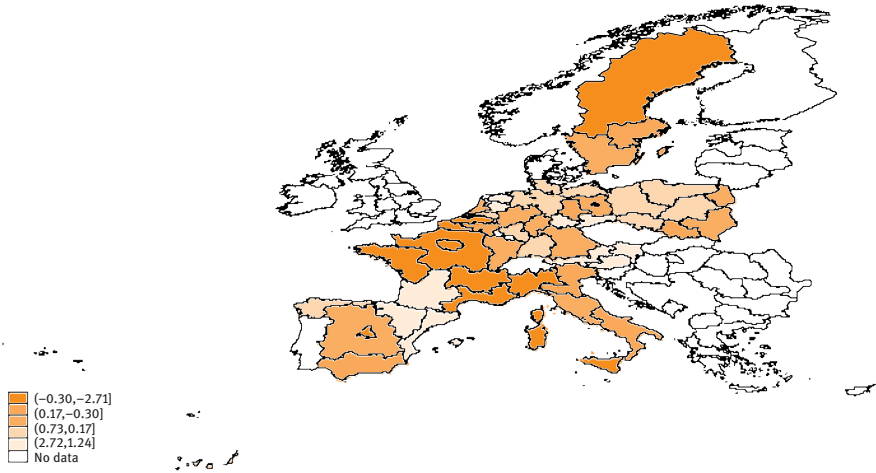 (−0.30,−2.71]
(0.17,−0.30]
(0.73,0.17]
(2.72,1.24]
No data